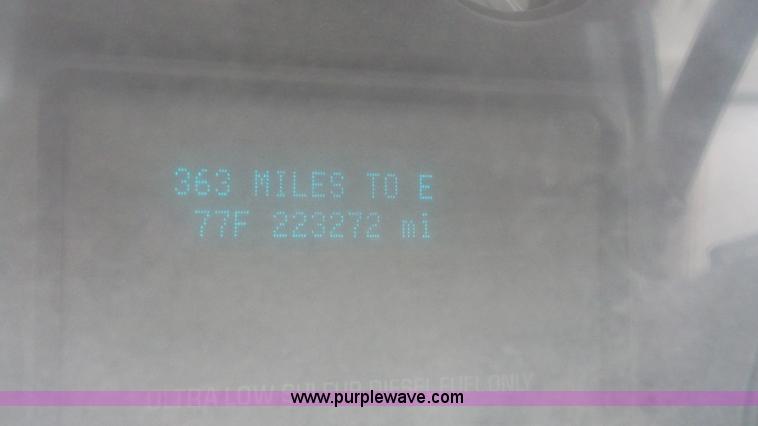 363 MILES TO E
77F 223272 mi
ULTRA LOW SULFUR DIESEL FUEL ONLY
www.purplewave.com